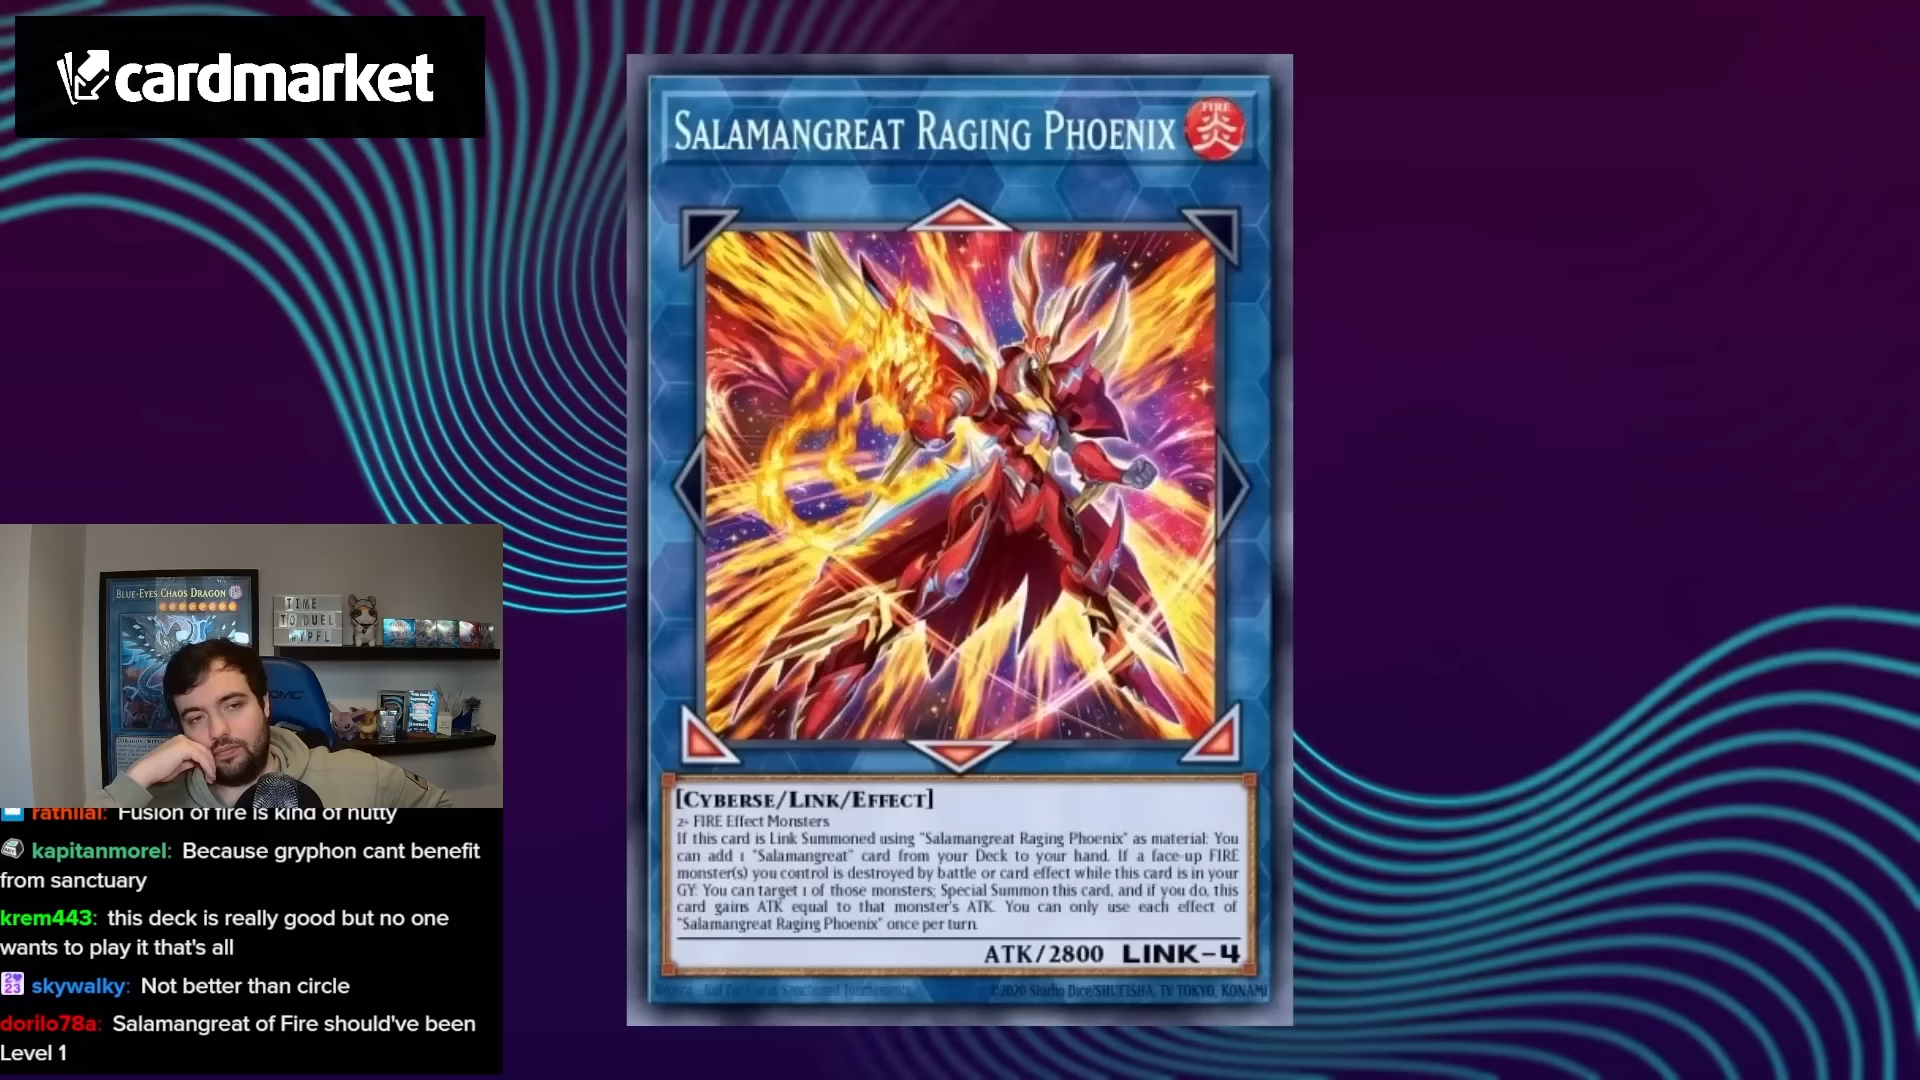 cardmarket
SALAMANGREAT RAGING PHOENIX
FIRE
炎
[CYBERSE/LINK/EFFECT]
2+ FIRE Effect Monsters
If this card is Link Summoned using "Salamangreat Raging Phoenix" as material: You
can add 1 "Salamangreat" card from your Deck to your hand. If a face-up FIRE
monster(s) you control is destroyed by battle or card effect while this card is in your
GY: You can target 1 of those monsters; Special Summon this card, and if you do, this
card gains ATK equal to that monster's ATK. You can only use each effect of
"Salamangreat Raging Phoenix" once per turn.
ATK/2800 LINK-4
©2020 Studio Dice/SHUEISHA, TV TOKYO, KONAMI
BLUE-EYES CHAOS DRAGON
TIME
TO DUEL
rathilal: Fusion of fire is kind of nutty
kapitanmorel: Because gryphon cant benefit
from sanctuary
krem443: this deck is really good but no one
wants to play it that's all
skywalky: Not better than circle
dorilo78a: Salamangreat of Fire should've been
Level 1